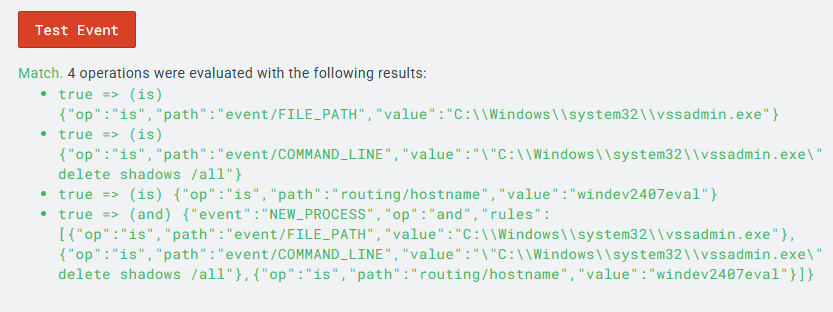 Test Event
Match. 4 operations were evaluated with the following results:
• true => (is)
{"op":"is","path":"event/FILE_PATH","value":"C:\\Windows\\system32\\vssadmin.exe"}
• true => (is)
{"op":"is","path":"event/COMMAND_LINE","value":"\"C:\\Windows\\system32\\vssadmin.exe\"
delete shadows /all"}
• true => (is) {"op":"is","path":"routing/hostname","value":"windev2407eval"}
• true => (and) {"event":"NEW_PROCESS","op":"and","rules":
[{"op":"is","path":"event/FILE_PATH","value":"C:\\Windows\\system32\\vssadmin.exe"},
{"op":"is","path":"event/COMMAND_LINE","value":"\"C:\\Windows\\system32\\vssadmin.exe\"
delete shadows /all"},{"op":"is","path":"routing/hostname","value":"windev2407eval"}]}